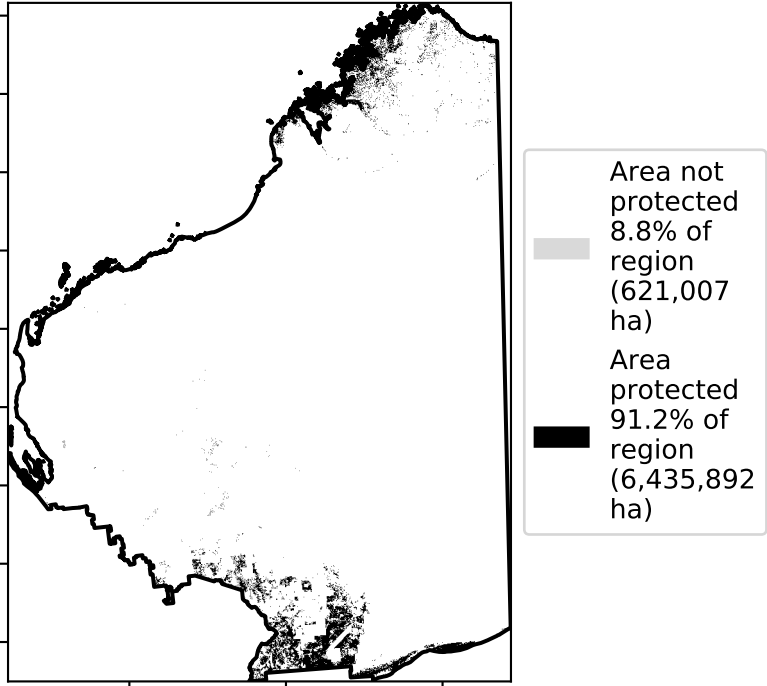 Area not
protected
8.8% of
region
(621,007
ha)
Area
protected
91.2% of
region
(6,435,892
ha)